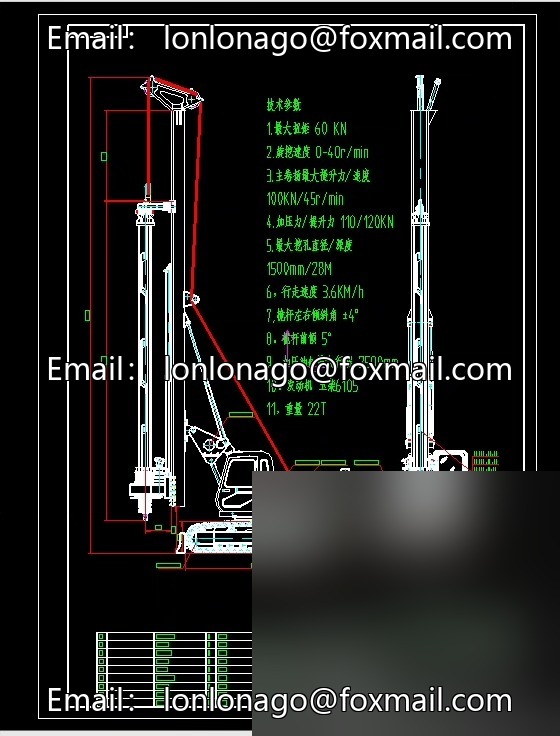 Email: lonlonago@foxmail.com
技术参数
1.最大扭矩 60 KN
2.旋挖速度 0-40r/min
3.主卷扬最大提升力/速度
100KN/45r/min
4.加压力/提升力 110/120KN
5.最大挖孔直径/深度
1500mm/28M
6、行走速度 3.6KM/h
7.桅杆左右倾斜角 ±4°
8、桅杆前倾 5°
Email: lonlonago@foxmail.com
11、重量 22T
Email: lonlonago@foxmail.com